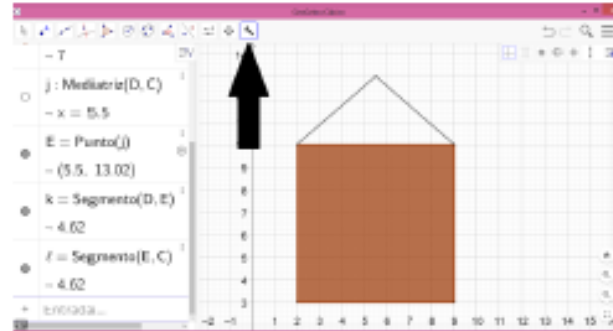 GeoGebra Clásico
= 7
j : Mediatriz(D, C)
= x = 5.5
E = Punto(j)
= (5.5, 13.02)
k = Segmento(D, E)
= 4.62
ℓ = Segmento(E, C)
= 4.62
Entrada...
9
8
7
6
5
4
3
-2 -1 1 2 3 4 5 6 7 8 9 10 11 12 13 14 15